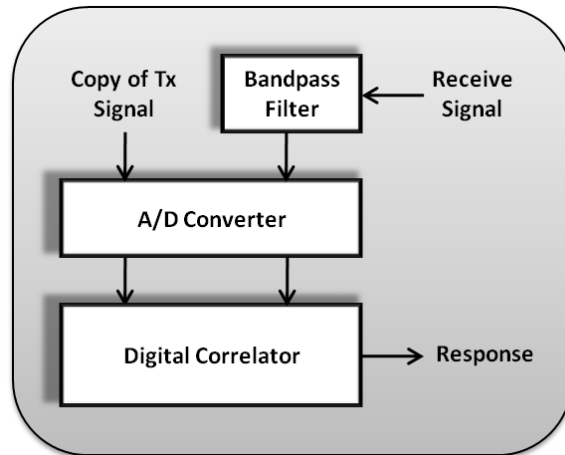 Copy of Tx
Signal
Bandpass
Filter
Receive
Signal
A/D Converter
Digital Correlator
Response